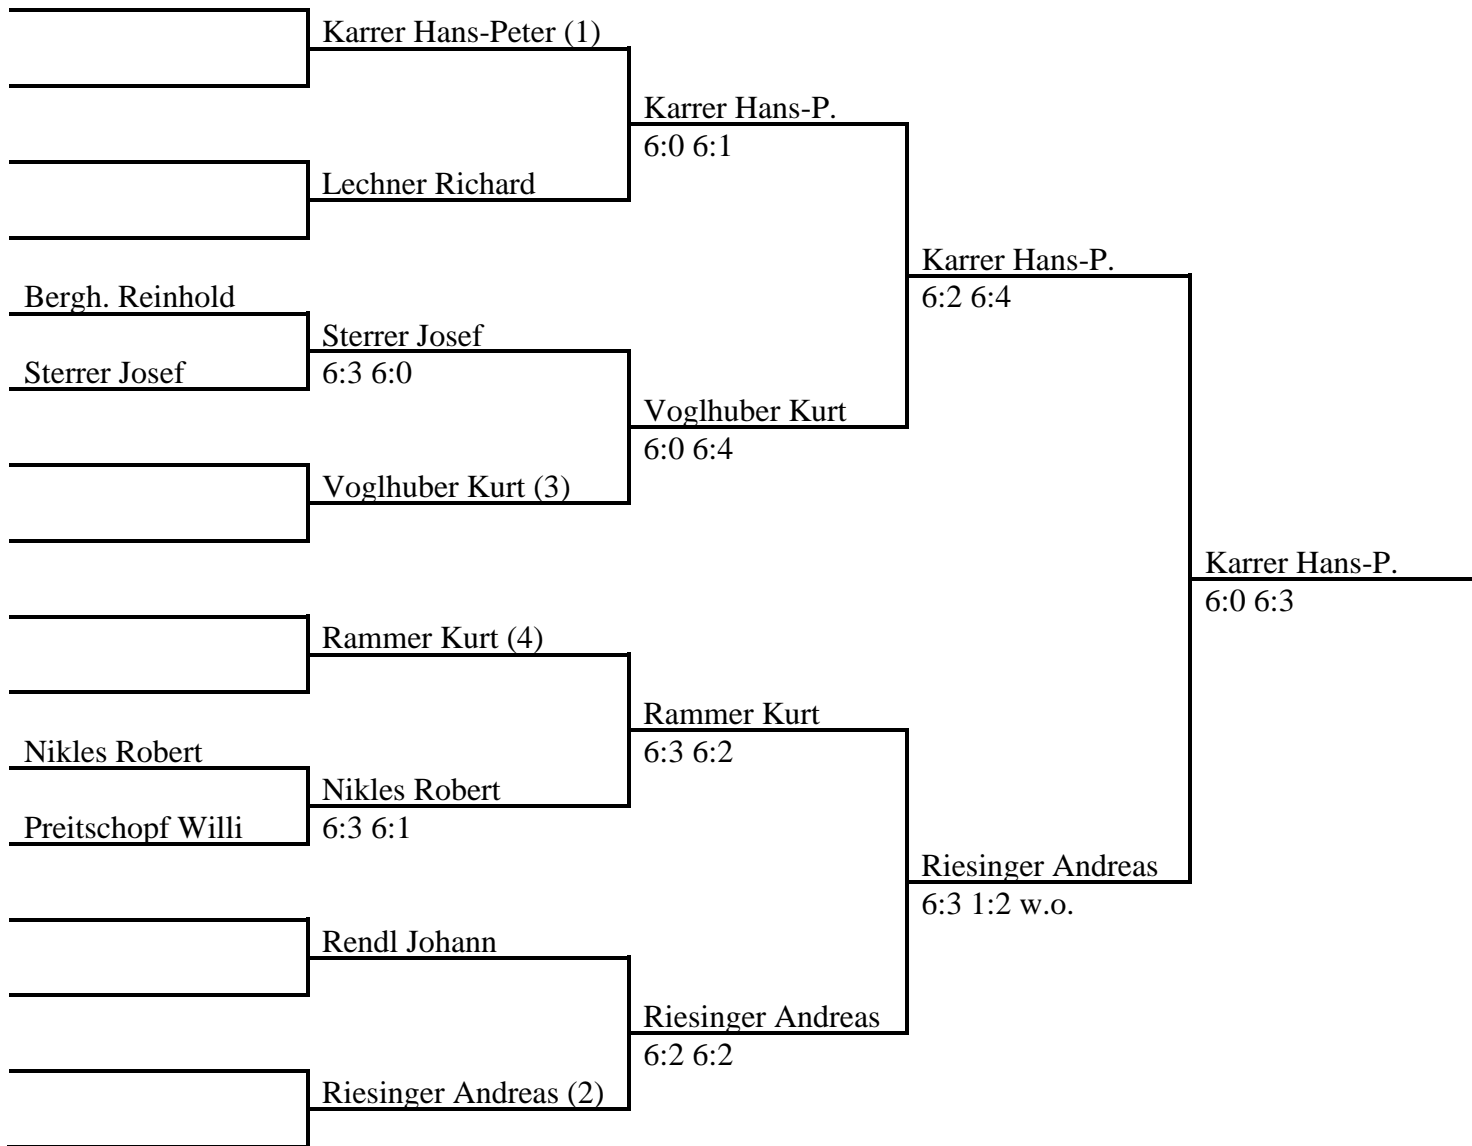 Karrer Hans-Peter (1)
Karrer Hans-P.
6:0 6:1
Lechner Richard
Karrer Hans-P.
6:2 6:4
Bergh. Reinhold
Sterrer Josef
Sterrer Josef
6:3 6:0
Voglhuber Kurt
6:0 6:4
Voglhuber Kurt (3)
Karrer Hans-P.
6:0 6:3
Rammer Kurt (4)
Rammer Kurt
6:3 6:2
Nikles Robert
Nikles Robert
Preitschopf Willi
6:3 6:1
Riesinger Andreas
6:3 1:2 w.o.
Rendl Johann
Riesinger Andreas
6:2 6:2
Riesinger Andreas (2)